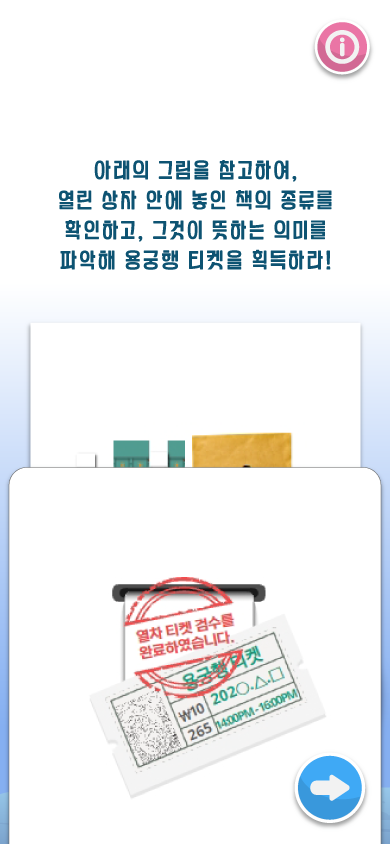 아래의 그림을 참고하여,
열린 상자 안에 놓인 책의 종류를
확인하고, 그것이 뜻하는 의미를
파악해 용궁행 티켓을 획득하라!
열차 티켓 검수를
완료하였습니다.
용궁행 티켓
₩10
202○.△.□
265
14:00PM - 16:00PM